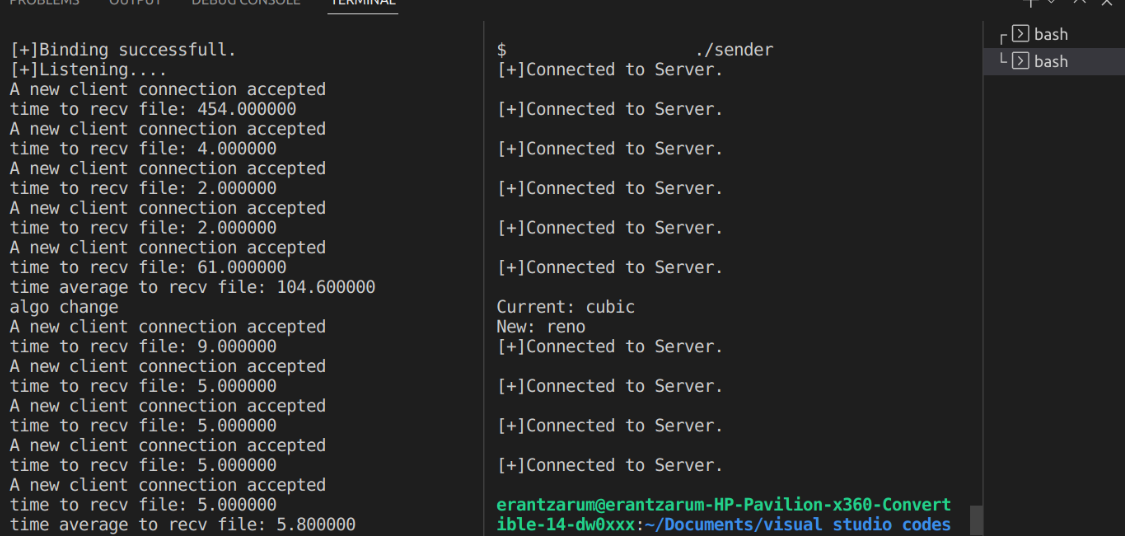 PROBLEMS OUTPUT DEBUG CONSOLE TERMINAL
[+]Binding successfull.
[+]Listening....
A new client connection accepted
time to recv file: 454.000000
A new client connection accepted
time to recv file: 4.000000
A new client connection accepted
time to recv file: 2.000000
A new client connection accepted
time to recv file: 2.000000
A new client connection accepted
time to recv file: 61.000000
time average to recv file: 104.600000
algo change
A new client connection accepted
time to recv file: 9.000000
A new client connection accepted
time to recv file: 5.000000
A new client connection accepted
time to recv file: 5.000000
A new client connection accepted
time to recv file: 5.000000
A new client connection accepted
time to recv file: 5.000000
time average to recv file: 5.800000
$ ./sender
[+]Connected to Server.
[+]Connected to Server.
[+]Connected to Server.
[+]Connected to Server.
[+]Connected to Server.
[+]Connected to Server.
Current: cubic
New: reno
[+]Connected to Server.
[+]Connected to Server.
[+]Connected to Server.
[+]Connected to Server.
erantzarum@erantzarum-HP-Pavilion-x360-Convert
ible-14-dw0xxx:~/Documents/visual studio codes
bash
bash